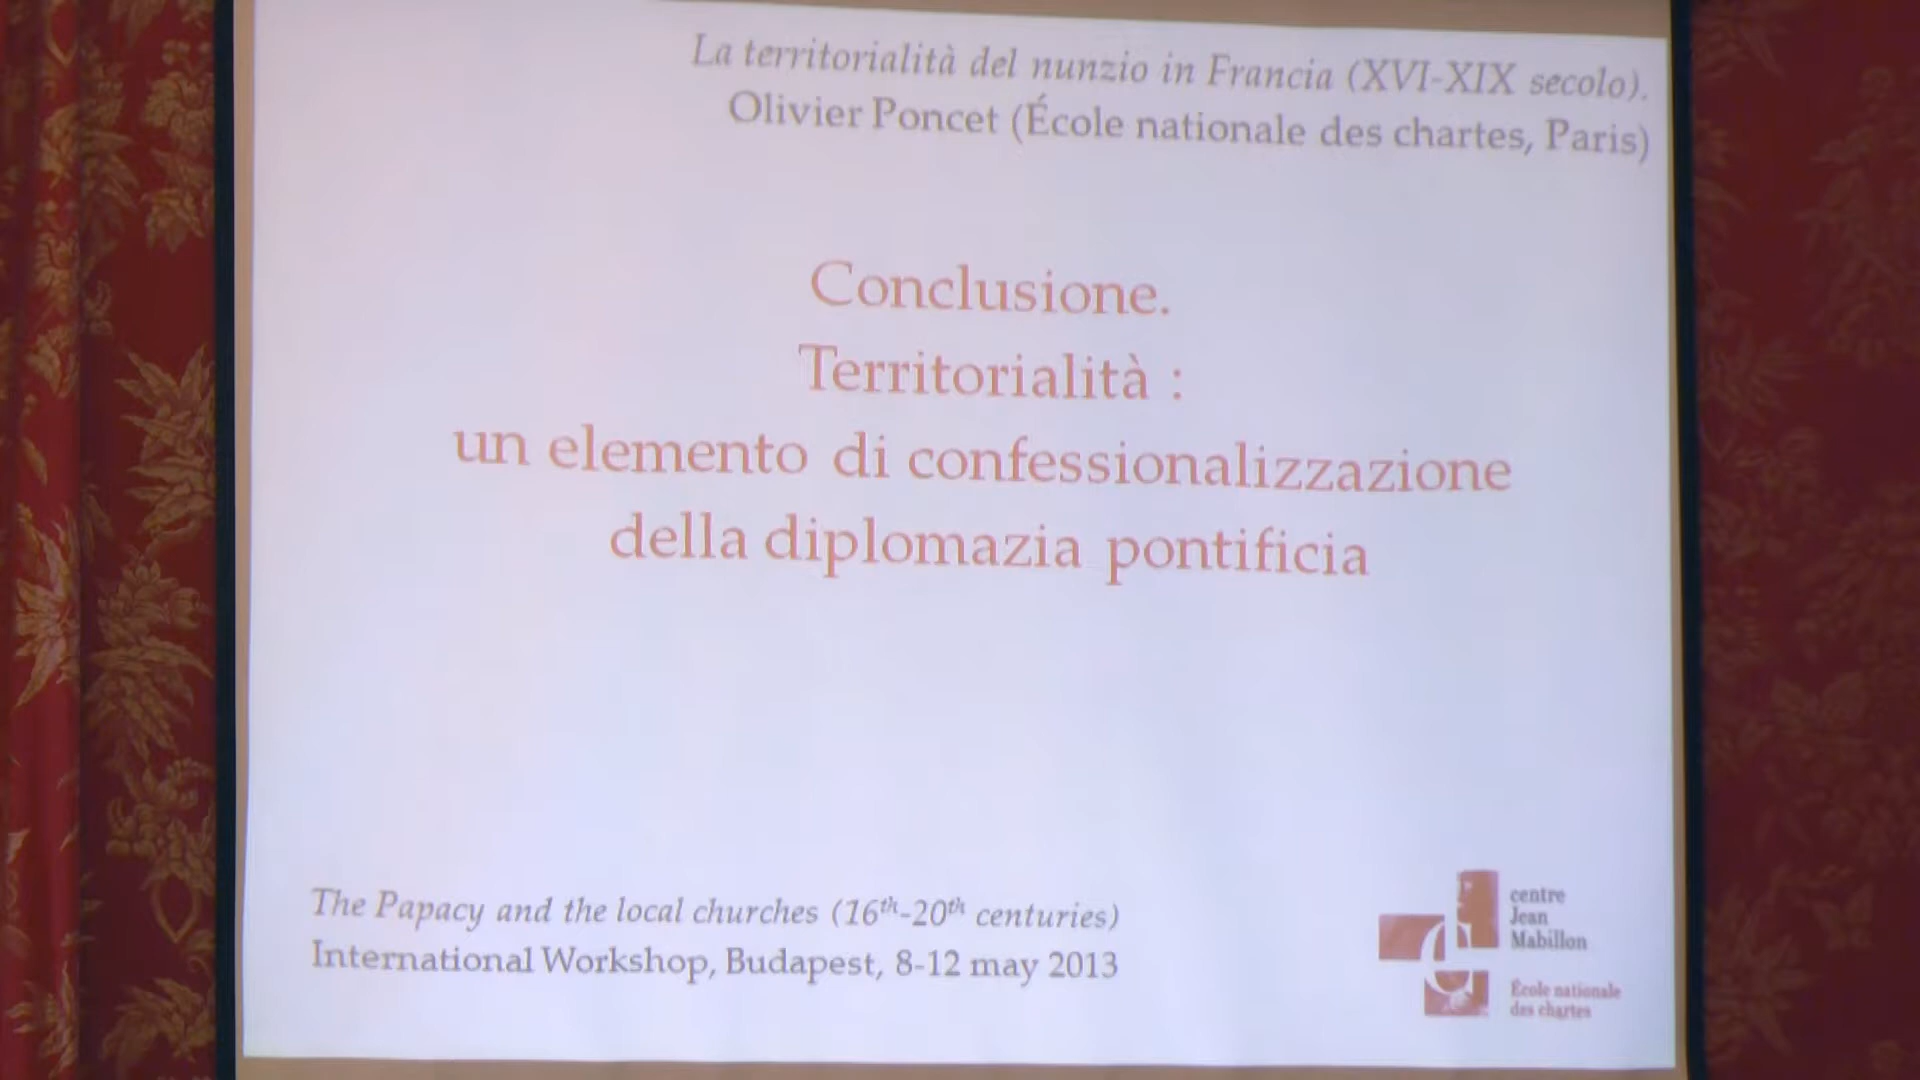 La territorialità del nunzio in Francia (XVI-XIX secolo).
Olivier Poncet (École nationale des chartes, Paris)
Conclusione.
Territorialità :
un elemento di confessionalizzazione
della diplomazia pontificia
The Papacy and the local churches (16th-20th centuries)
International Workshop, Budapest, 8-12 may 2013
centre
Jean
Mabillon
École nationale
des chartes